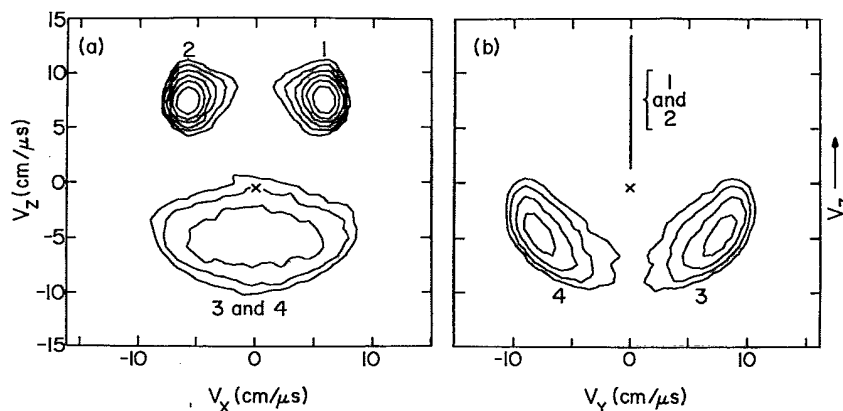 (a)
2
1
15
10
5
0
-5
-10
-15
V_Z (cm/μs)
×
3 and 4
-10
0
10
V_X (cm/μs)
(b)
1
and
2
×
4
3
-10
0
10
V_Y (cm/μs)
V_Z